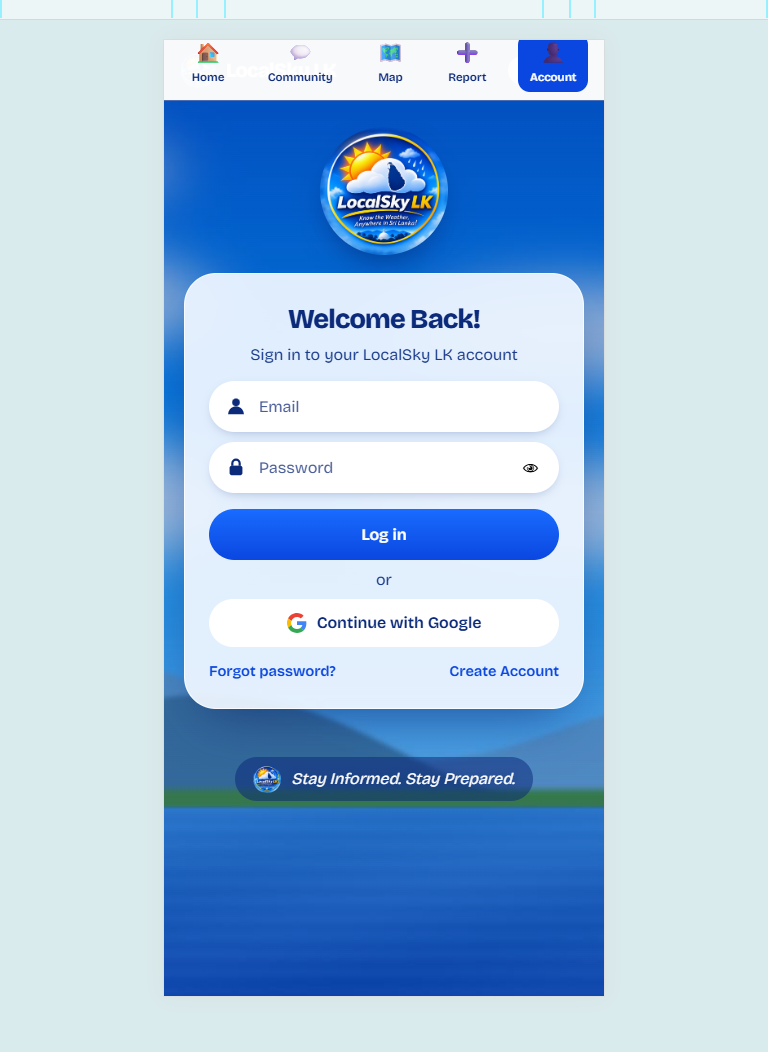 LocalSky LK
Home
Community
Map
Report
Account
LocalSky LK
Know the Weather,
Anywhere in Sri Lanka!
Welcome Back!
Sign in to your LocalSky LK account
Email
Password
Log in
or
Continue with Google
Forgot password?
Create Account
Stay Informed. Stay Prepared.